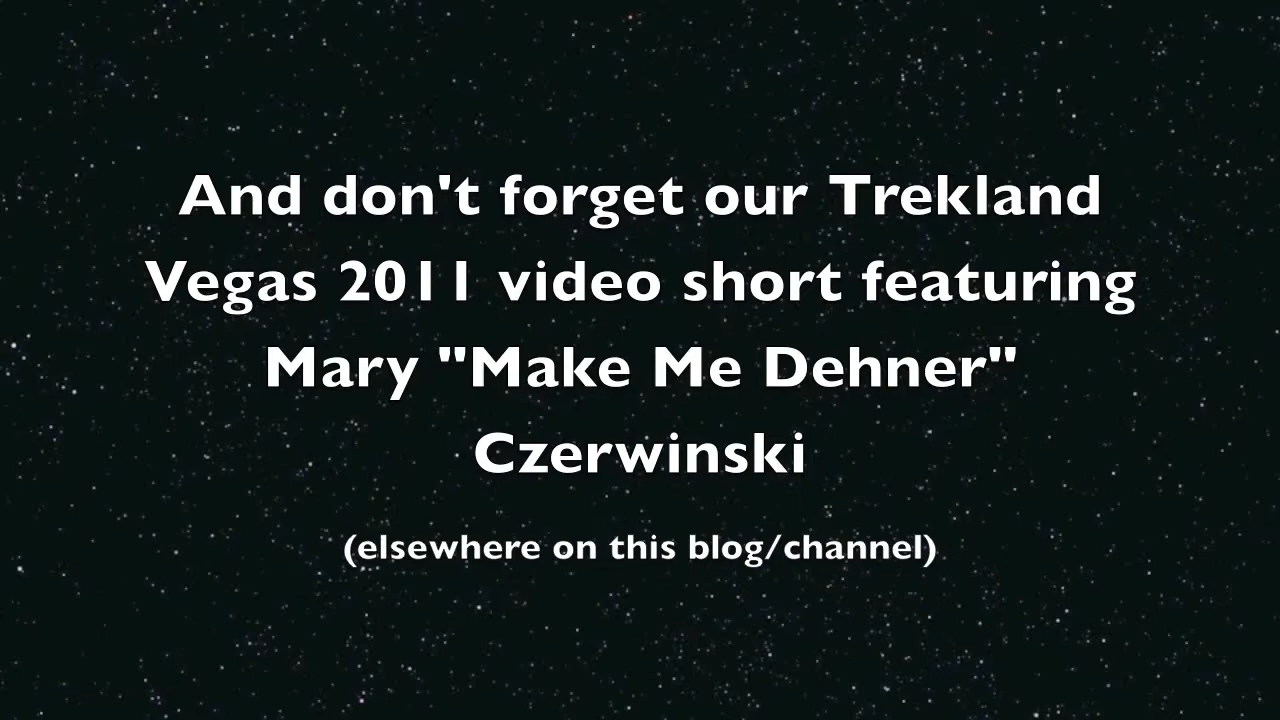 And don't forget our Trekland
Vegas 2011 video short featuring
Mary "Make Me Dehner"
Czerwinski
(elsewhere on this blog/channel)